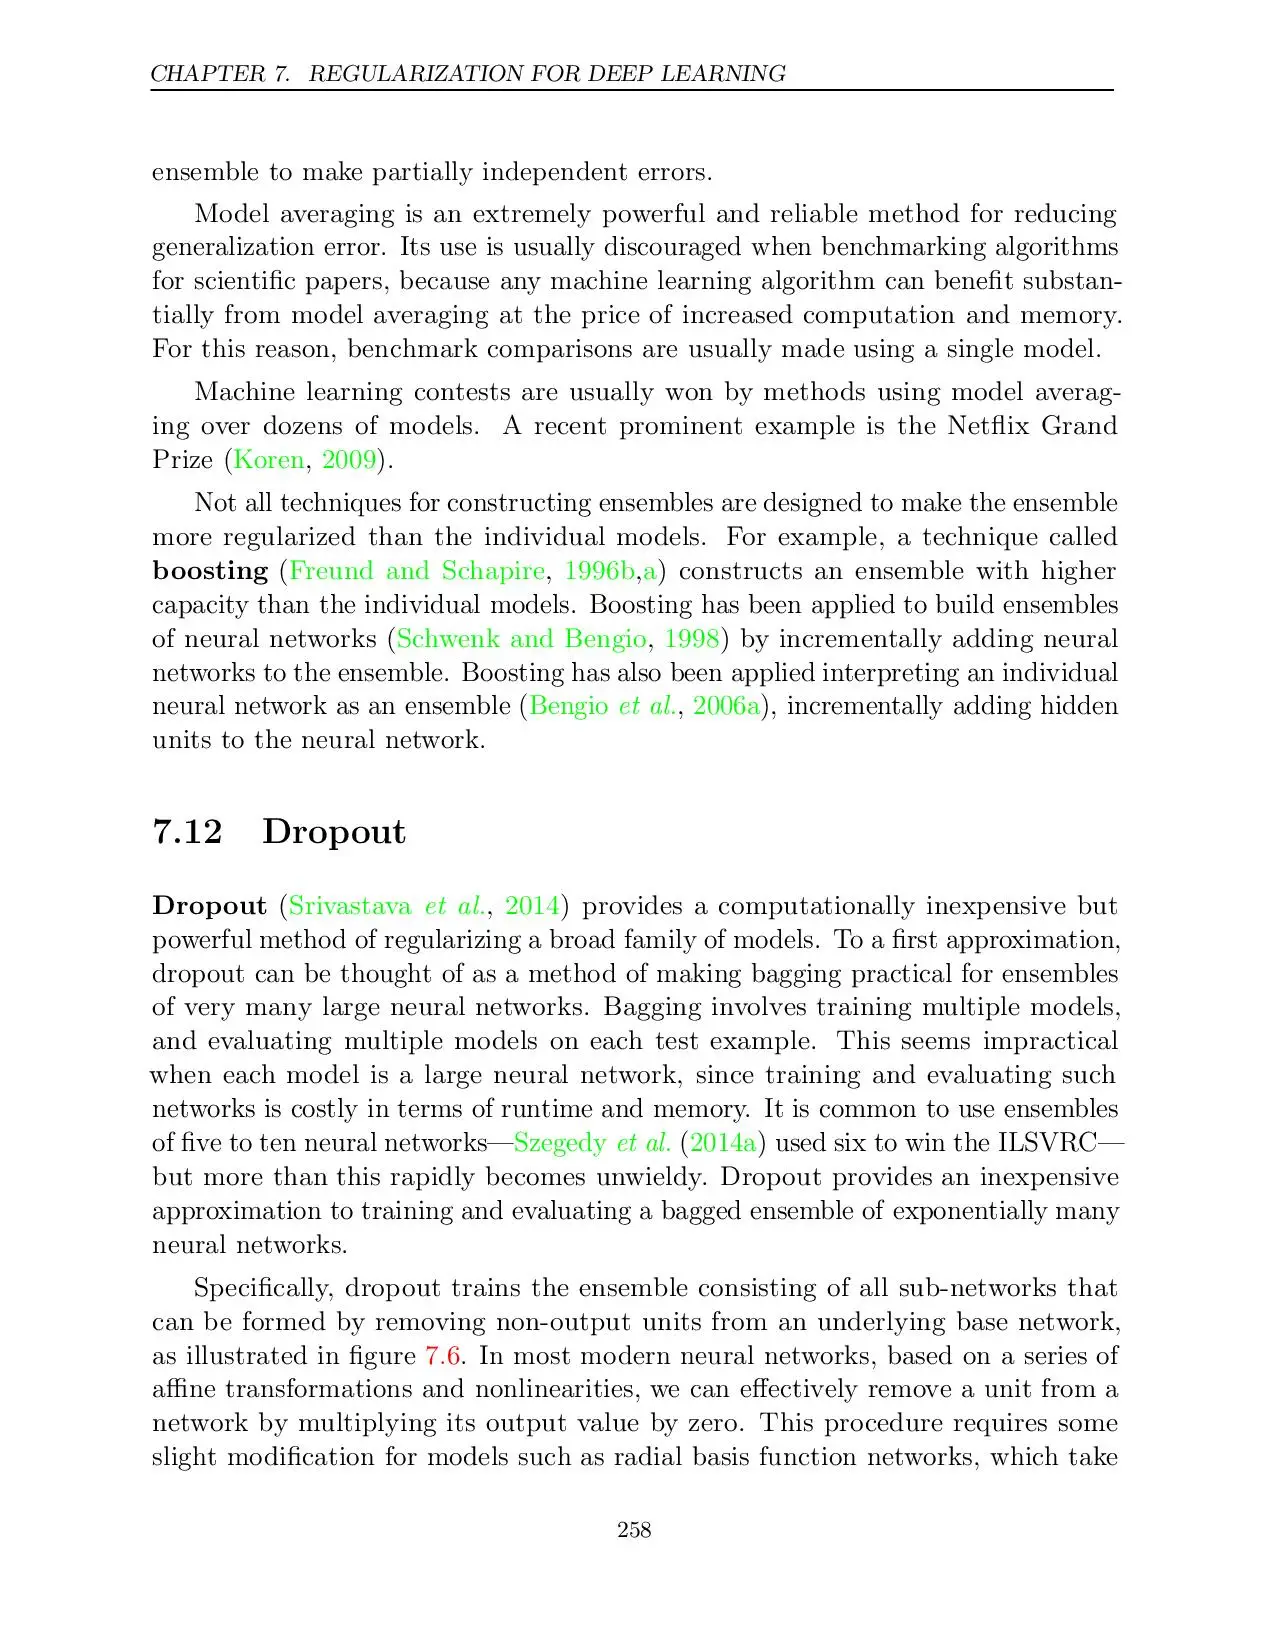 CHAPTER 7. REGULARIZATION FOR DEEP LEARNING
ensemble to make partially independent errors.
Model averaging is an extremely powerful and reliable method for reducing
generalization error. Its use is usually discouraged when benchmarking algorithms
for scientific papers, because any machine learning algorithm can benefit substan-
tially from model averaging at the price of increased computation and memory.
For this reason, benchmark comparisons are usually made using a single model.
Machine learning contests are usually won by methods using model averag-
ing over dozens of models. A recent prominent example is the Netflix Grand
Prize (Koren, 2009).
Not all techniques for constructing ensembles are designed to make the ensemble
more regularized than the individual models. For example, a technique called
boosting (Freund and Schapire, 1996b,a) constructs an ensemble with higher
capacity than the individual models. Boosting has been applied to build ensembles
of neural networks (Schwenk and Bengio, 1998) by incrementally adding neural
networks to the ensemble. Boosting has also been applied interpreting an individual
neural network as an ensemble (Bengio et al., 2006a), incrementally adding hidden
units to the neural network.
7.12 Dropout
Dropout (Srivastava et al., 2014) provides a computationally inexpensive but
powerful method of regularizing a broad family of models. To a first approximation,
dropout can be thought of as a method of making bagging practical for ensembles
of very many large neural networks. Bagging involves training multiple models,
and evaluating multiple models on each test example. This seems impractical
when each model is a large neural network, since training and evaluating such
networks is costly in terms of runtime and memory. It is common to use ensembles
of five to ten neural networks—Szegedy et al. (2014a) used six to win the ILSVRC—
but more than this rapidly becomes unwieldy. Dropout provides an inexpensive
approximation to training and evaluating a bagged ensemble of exponentially many
neural networks.
Specifically, dropout trains the ensemble consisting of all sub-networks that
can be formed by removing non-output units from an underlying base network,
as illustrated in figure 7.6. In most modern neural networks, based on a series of
affine transformations and nonlinearities, we can effectively remove a unit from a
network by multiplying its output value by zero. This procedure requires some
slight modification for models such as radial basis function networks, which take
258